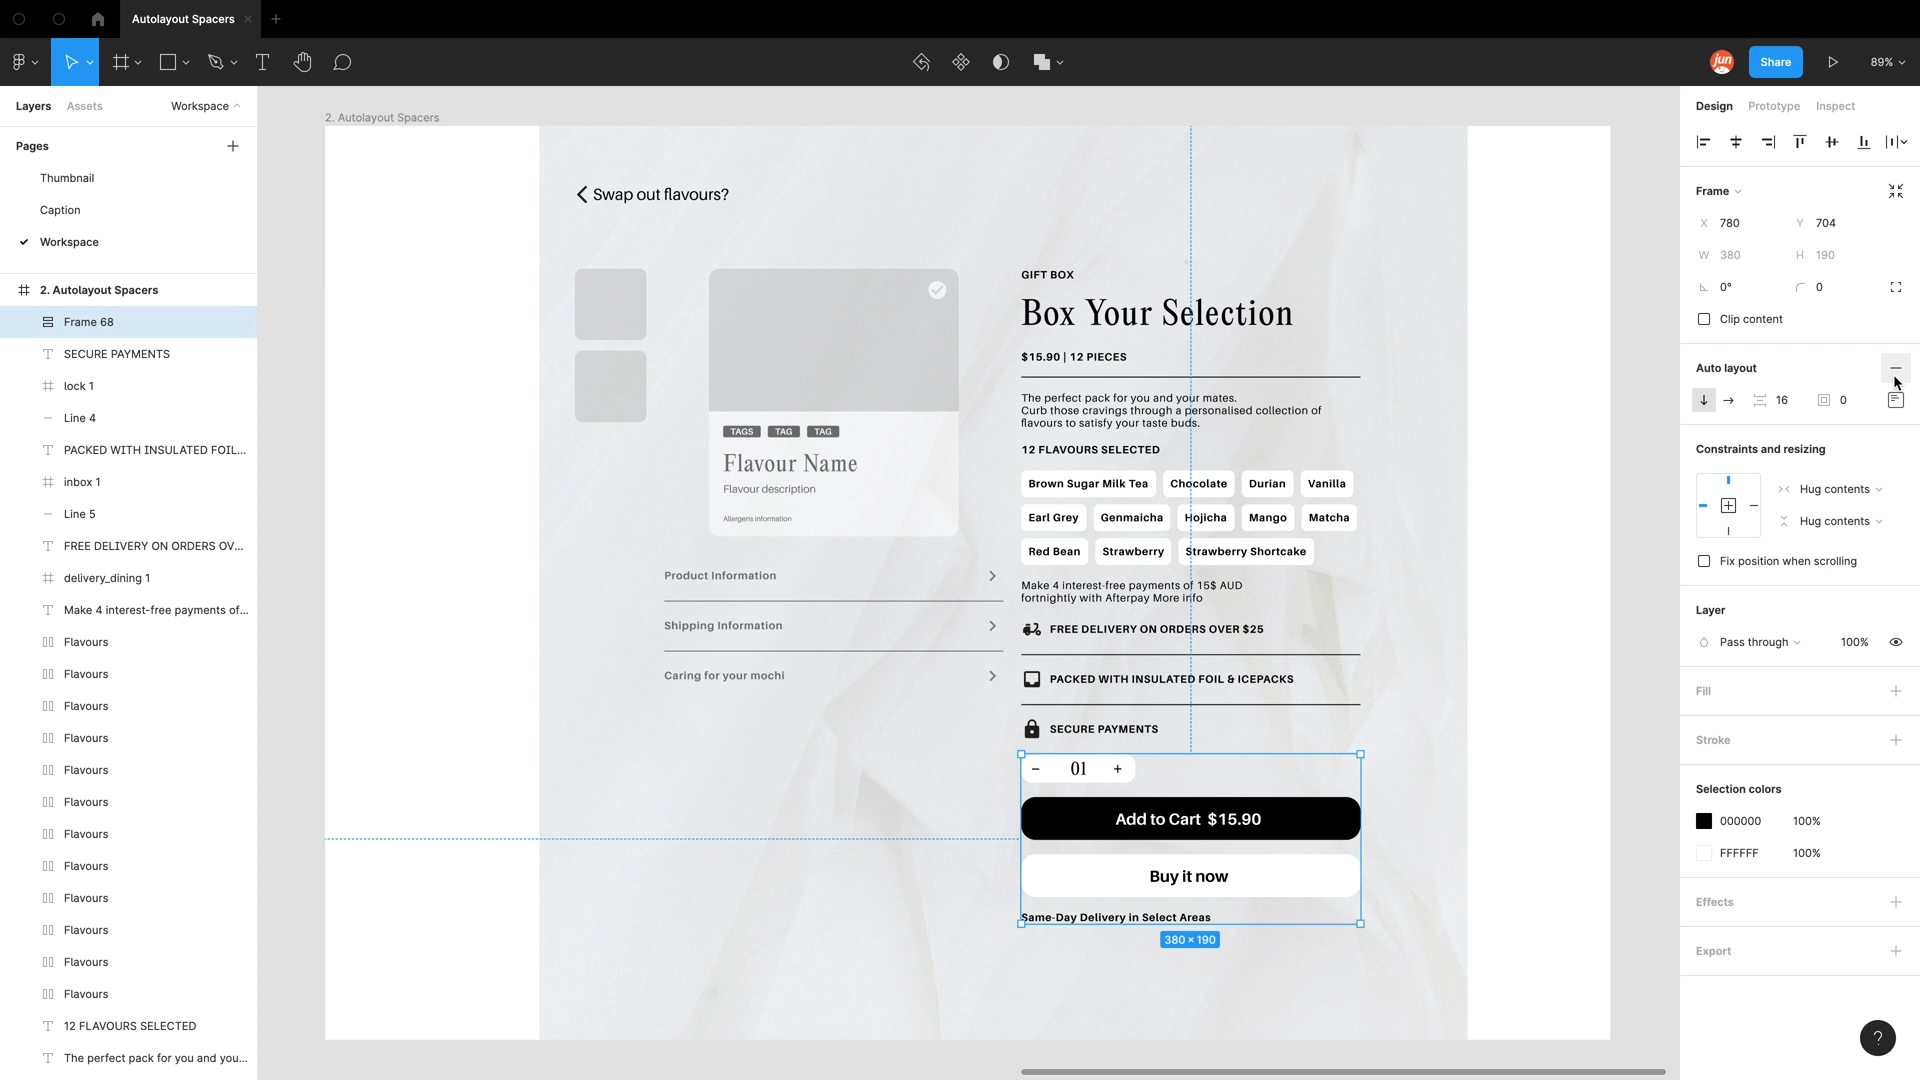 Autolayout Spacers
jun
Share
89%
Layers
Assets
Workspace
Pages
Thumbnail
Caption
Workspace
2. Autolayout Spacers
Frame 68
SECURE PAYMENTS
lock 1
Line 4
PACKED WITH INSULATED FOIL...
inbox 1
Line 5
FREE DELIVERY ON ORDERS OV...
delivery_dining 1
Make 4 interest-free payments of...
Flavours
Flavours
Flavours
Flavours
Flavours
Flavours
Flavours
Flavours
Flavours
Flavours
Flavours
Flavours
12 FLAVOURS SELECTED
The perfect pack for you and you...
2. Autolayout Spacers
Swap out flavours?
TAGS TAG TAG
Flavour Name
Flavour description
Allergens information
Product Information
Shipping Information
Caring for your mochi
GIFT BOX
Box Your Selection
$15.90 | 12 PIECES
The perfect pack for you and your mates.
Curb those cravings through a personalised collection of
flavours to satisfy your taste buds.
12 FLAVOURS SELECTED
Brown Sugar Milk Tea Chocolate Durian Vanilla
Earl Grey Genmaicha Hojicha Mango Matcha
Red Bean Strawberry Strawberry Shortcake
Make 4 interest-free payments of 15$ AUD
fortnightly with Afterpay More info
FREE DELIVERY ON ORDERS OVER $25
PACKED WITH INSULATED FOIL & ICEPACKS
SECURE PAYMENTS
− 01 +
Add to Cart $15.90
Buy it now
Same-Day Delivery in Select Areas
380 × 190
Design Prototype Inspect
Frame
X 780 Y 704
W 380 H 190
0° 0
Clip content
Auto layout
16 0
Constraints and resizing
Hug contents
Hug contents
Fix position when scrolling
Layer
Pass through 100%
Fill
Stroke
Selection colors
000000 100%
FFFFFF 100%
Effects
Export
?